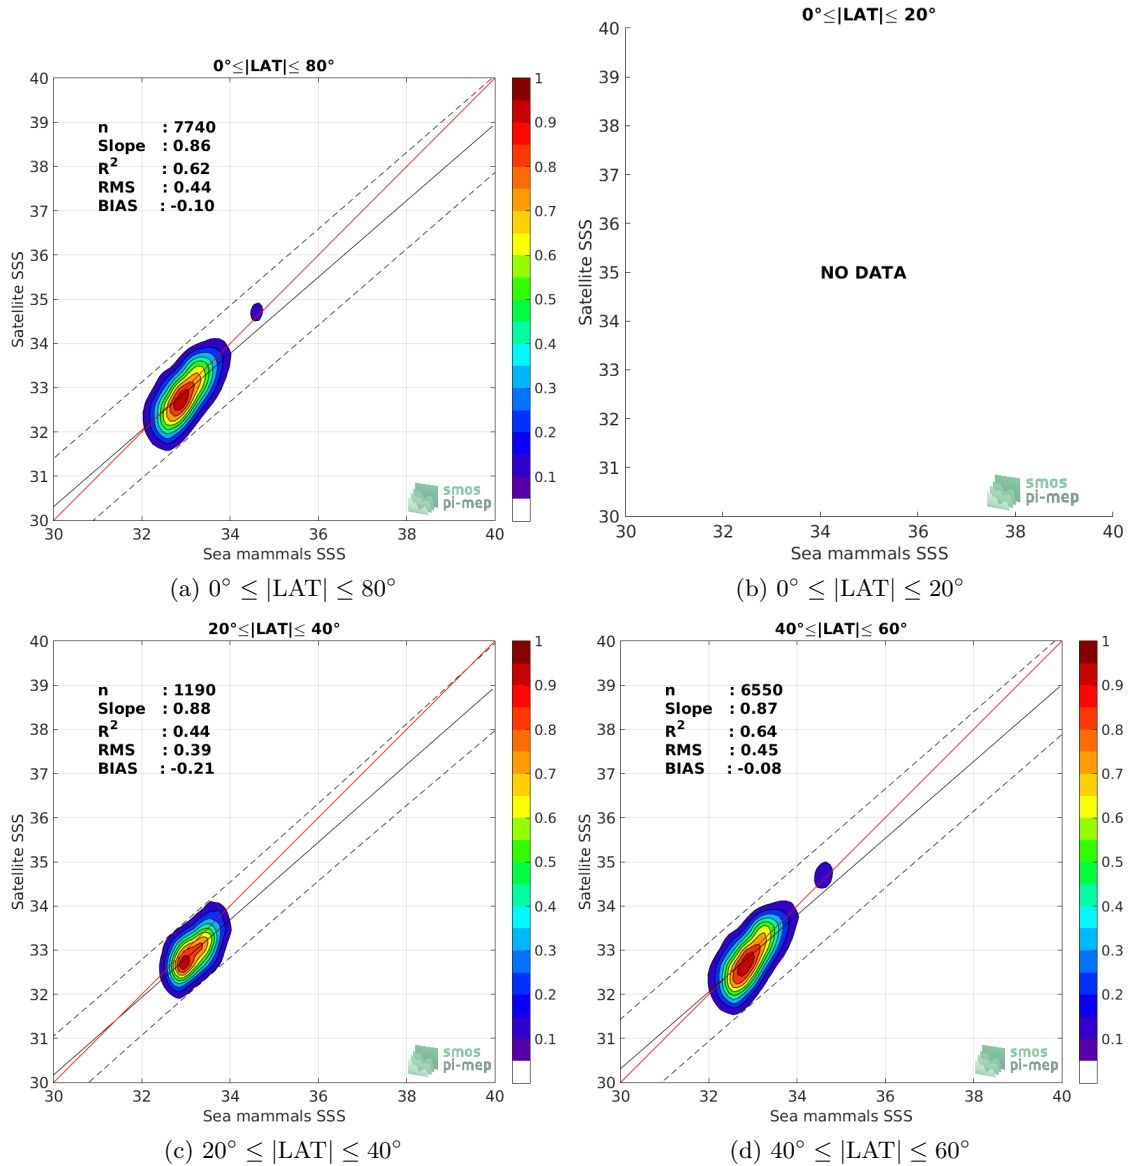 0°≤|LAT|≤ 80°
40
39
38
37
36
35
34
33
32
31
30
Satellite SSS
n : 7740
Slope : 0.86
R² : 0.62
RMS : 0.44
BIAS : -0.10
1
0.9
0.8
0.7
0.6
0.5
0.4
0.3
0.2
0.1
smos
pi-mep
30 32 34 36 38 40
Sea mammals SSS
(a) 0° ≤ |LAT| ≤ 80°
0°≤|LAT|≤ 20°
40
39
38
37
36
35
34
33
32
31
30
Satellite SSS
NO DATA
smos
pi-mep
30 32 34 36 38 40
Sea mammals SSS
(b) 0° ≤ |LAT| ≤ 20°
20°≤|LAT|≤ 40°
40
39
38
37
36
35
34
33
32
31
30
Satellite SSS
n : 1190
Slope : 0.88
R² : 0.44
RMS : 0.39
BIAS : -0.21
1
0.9
0.8
0.7
0.6
0.5
0.4
0.3
0.2
0.1
smos
pi-mep
30 32 34 36 38 40
Sea mammals SSS
(c) 20° ≤ |LAT| ≤ 40°
40°≤|LAT|≤ 60°
40
39
38
37
36
35
34
33
32
31
30
Satellite SSS
n : 6550
Slope : 0.87
R² : 0.64
RMS : 0.45
BIAS : -0.08
1
0.9
0.8
0.7
0.6
0.5
0.4
0.3
0.2
0.1
smos
pi-mep
30 32 34 36 38 40
Sea mammals SSS
(d) 40° ≤ |LAT| ≤ 60°